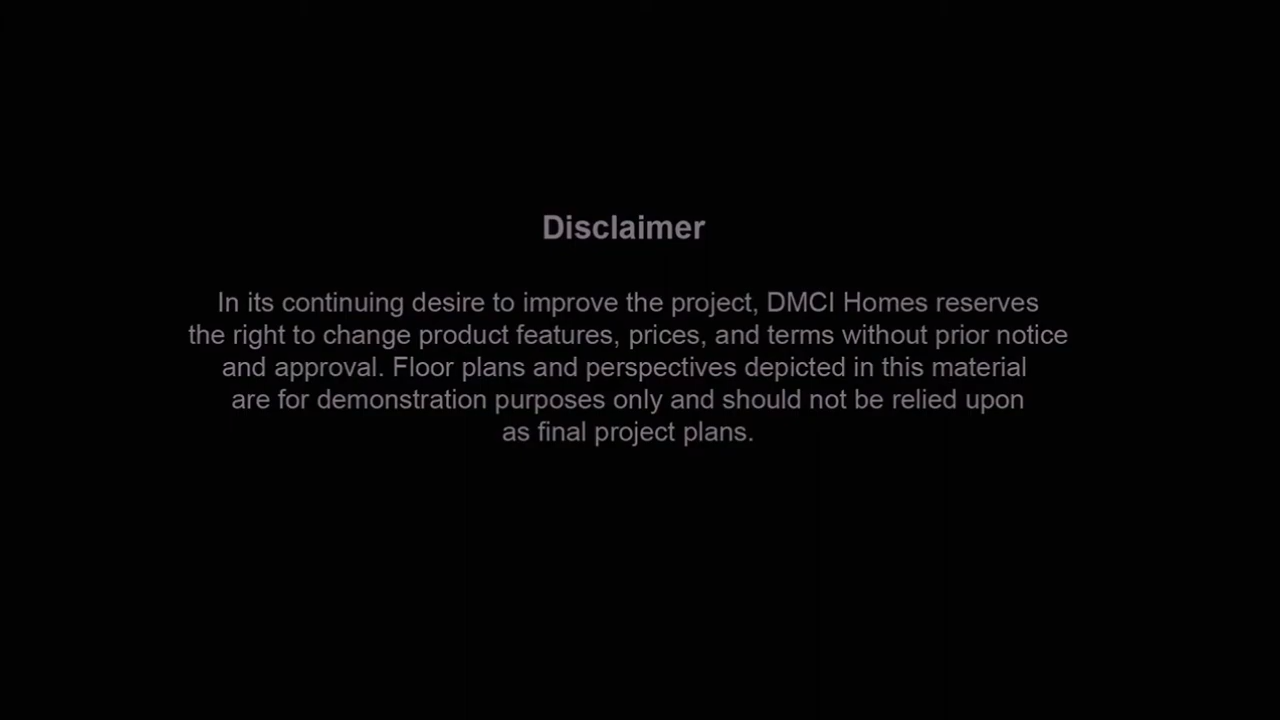 Disclaimer
In its continuing desire to improve the project, DMCI Homes reserves
the right to change product features, prices, and terms without prior notice
and approval. Floor plans and perspectives depicted in this material
are for demonstration purposes only and should not be relied upon
as final project plans.